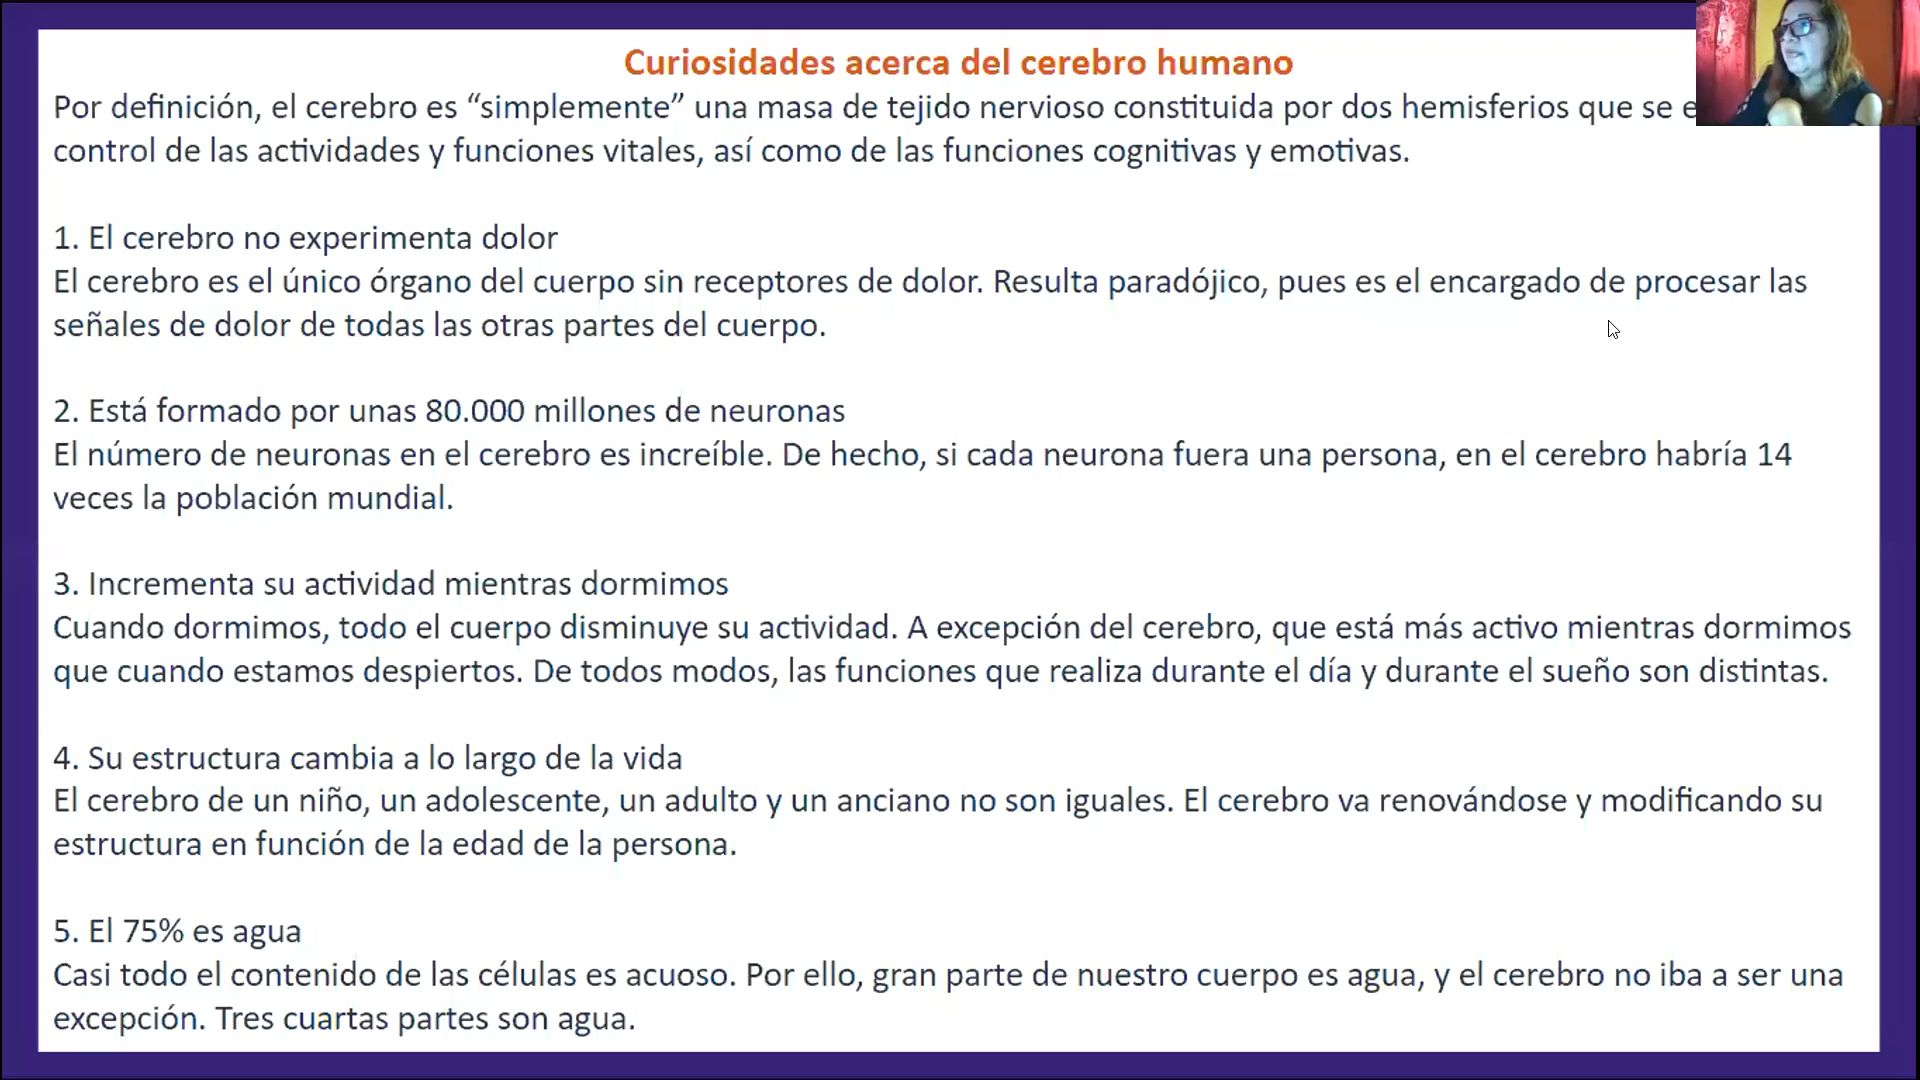 Curiosidades acerca del cerebro humano
Por definición, el cerebro es “simplemente” una masa de tejido nervioso constituida por dos hemisferios que se
control de las actividades y funciones vitales, así como de las funciones cognitivas y emotivas.
1. El cerebro no experimenta dolor
El cerebro es el único órgano del cuerpo sin receptores de dolor. Resulta paradójico, pues es el encargado de procesar las
señales de dolor de todas las otras partes del cuerpo.
2. Está formado por unas 80.000 millones de neuronas
El número de neuronas en el cerebro es increíble. De hecho, si cada neurona fuera una persona, en el cerebro habría 14
veces la población mundial.
3. Incrementa su actividad mientras dormimos
Cuando dormimos, todo el cuerpo disminuye su actividad. A excepción del cerebro, que está más activo mientras dormimos
que cuando estamos despiertos. De todos modos, las funciones que realiza durante el día y durante el sueño son distintas.
4. Su estructura cambia a lo largo de la vida
El cerebro de un niño, un adolescente, un adulto y un anciano no son iguales. El cerebro va renovándose y modificando su
estructura en función de la edad de la persona.
5. El 75% es agua
Casi todo el contenido de las células es acuoso. Por ello, gran parte de nuestro cuerpo es agua, y el cerebro no iba a ser una
excepción. Tres cuartas partes son agua.